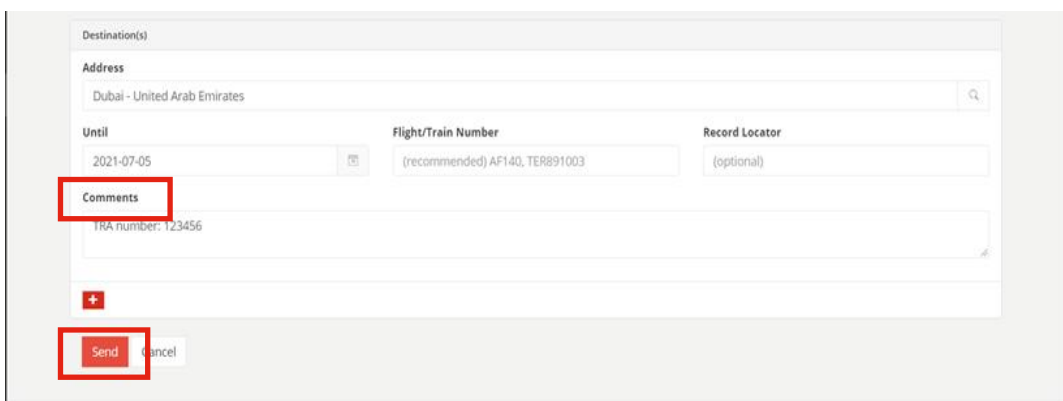 Destination(s)
Address
Dubai - United Arab Emirates
Until Flight/Train Number Record Locator
2021-07-05 (recommended) AF140, TER891003 (optional)
Comments
TRA number: 123456
+
Send Cancel